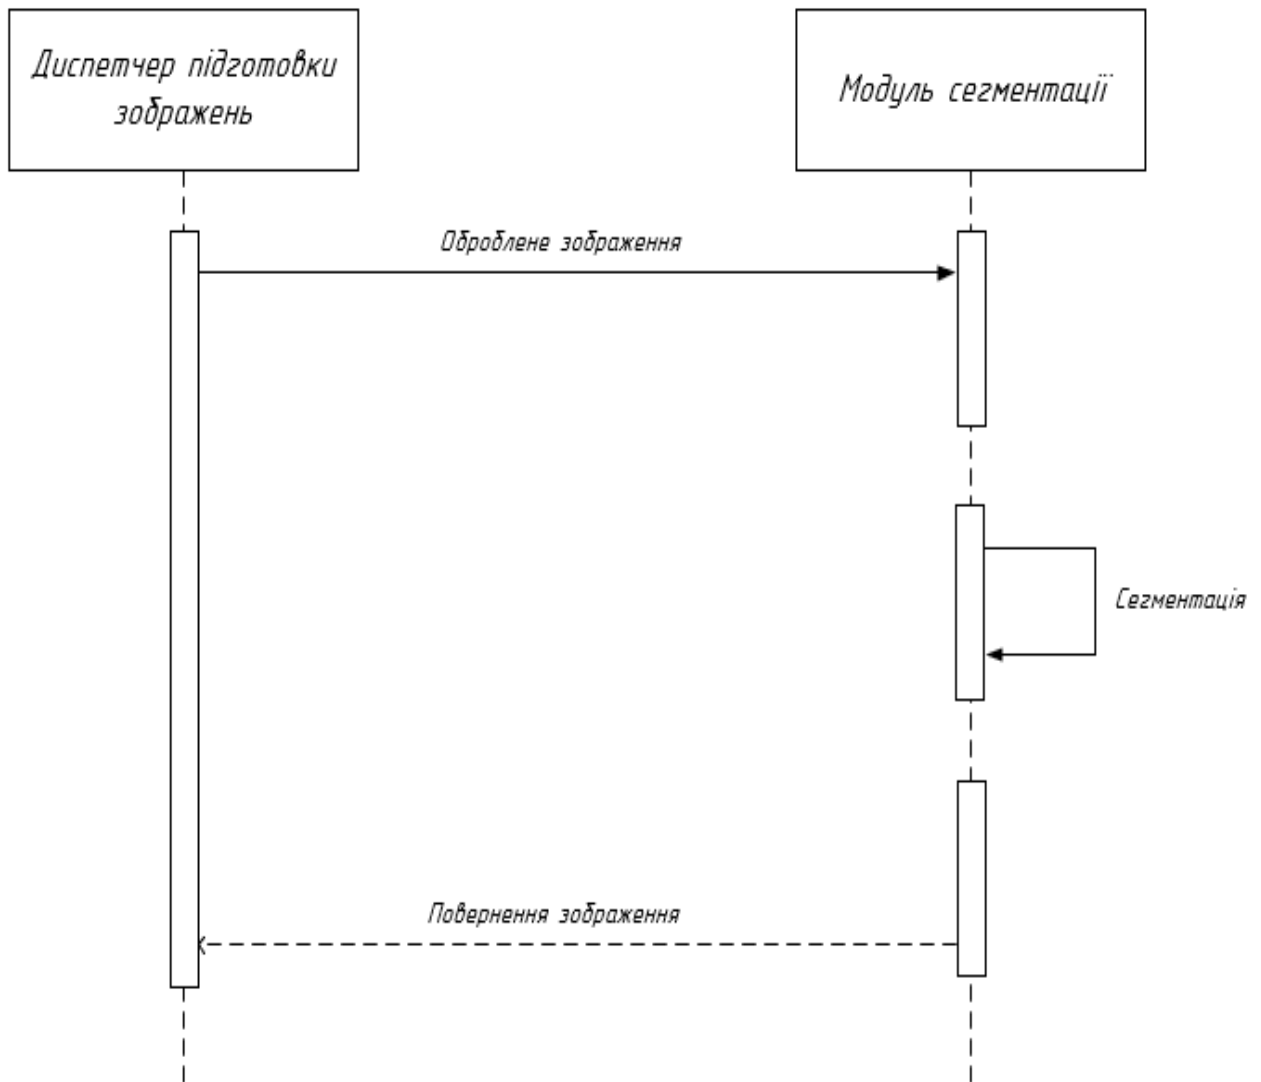 Диспетчер підготовки
зображень
Модуль сегментації
Оброблене зображення
Сегментація
Повернення зображення